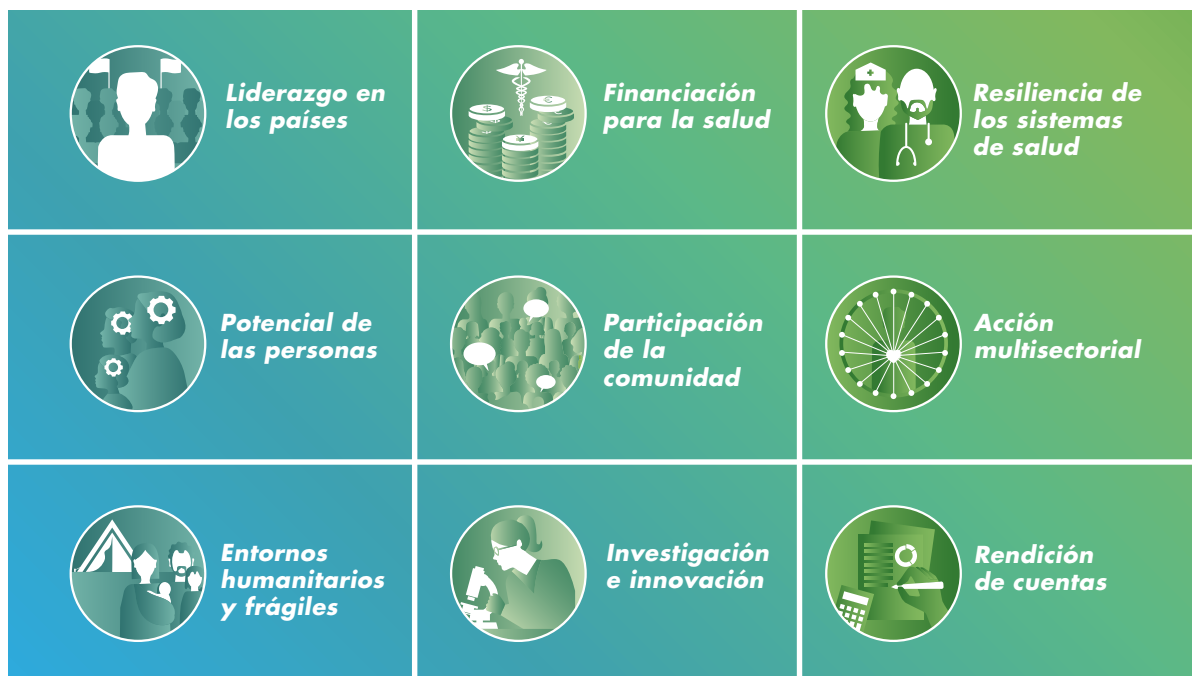 Liderazgo en
los países
Financiación
para la salud
Resiliencia de
los sistemas
de salud
Potencial de
las personas
Participación
de la
comunidad
Acción
multisectorial
Entornos
humanitarios
y frágiles
Investigación
e innovación
Rendición
de cuentas